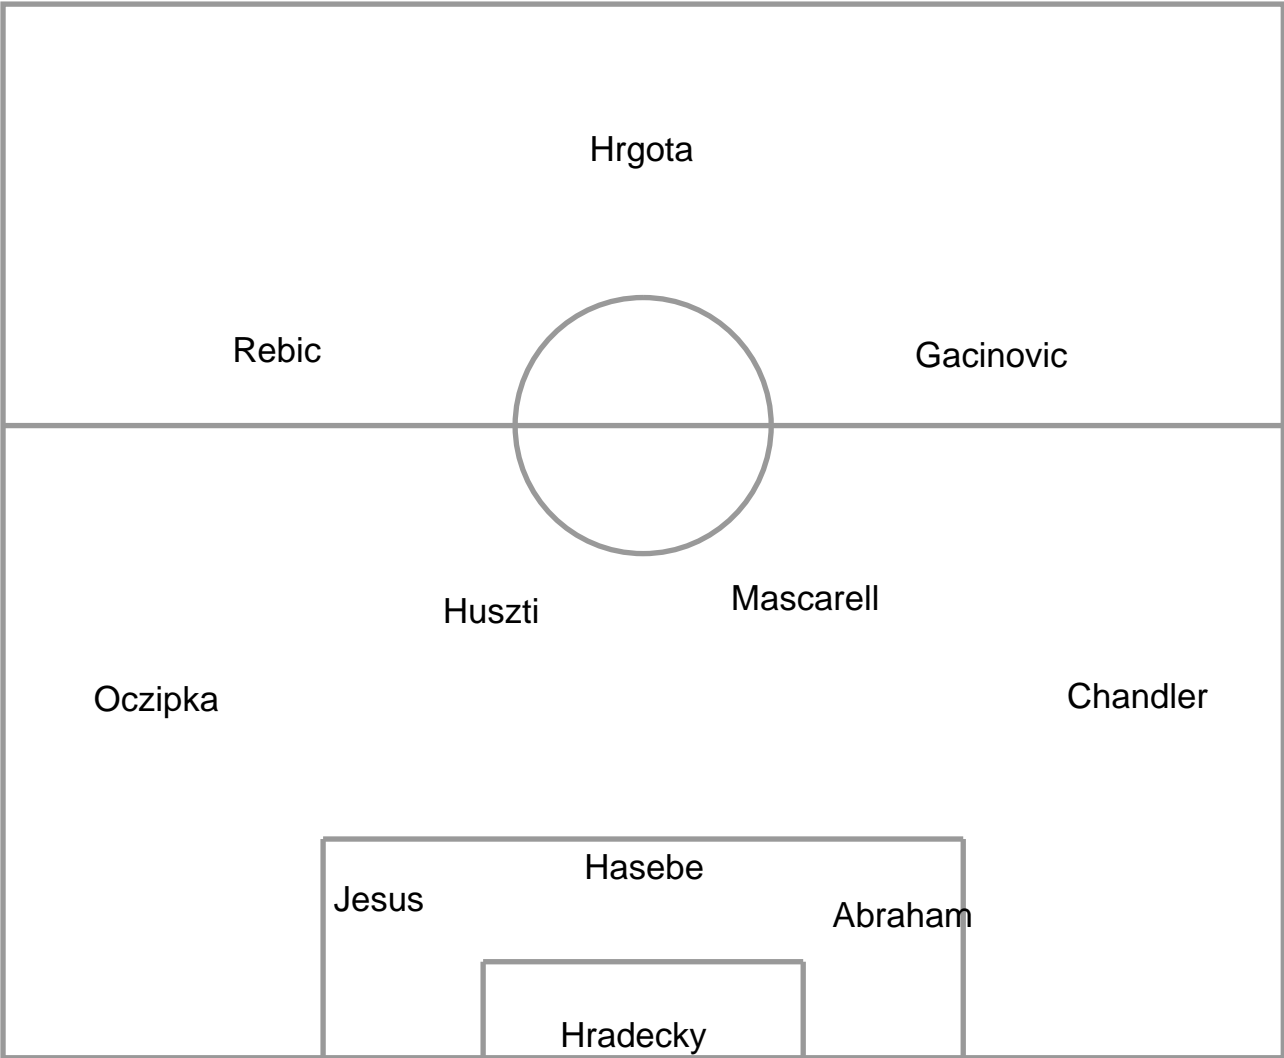 Hrgota
Rebic
Gacinovic
Huszti
Mascarell
Oczipka
Chandler
Hasebe
Jesus
Abraham
Hradecky